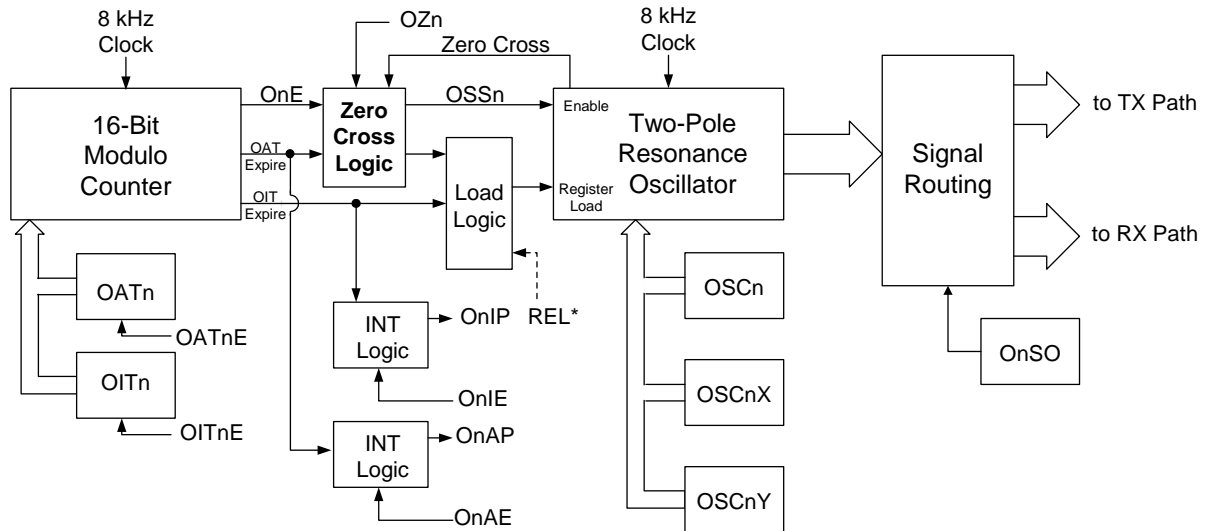 8 kHz
Clock
OZn
Zero Cross
8 kHz
Clock
16-Bit
Modulo
Counter
OnE
OAT
Expire
OIT
Expire
Zero
Cross
Logic
OSSn
Load
Logic
Enable
Register
Load
Two-Pole
Resonance
Oscillator
Signal
Routing
to TX Path
to RX Path
OATn
OATnE
OITn
OITnE
INT
Logic
OnIP
OnIE
REL*
INT
Logic
OnAP
OnAE
OSCn
OSCnX
OSCnY
OnSO